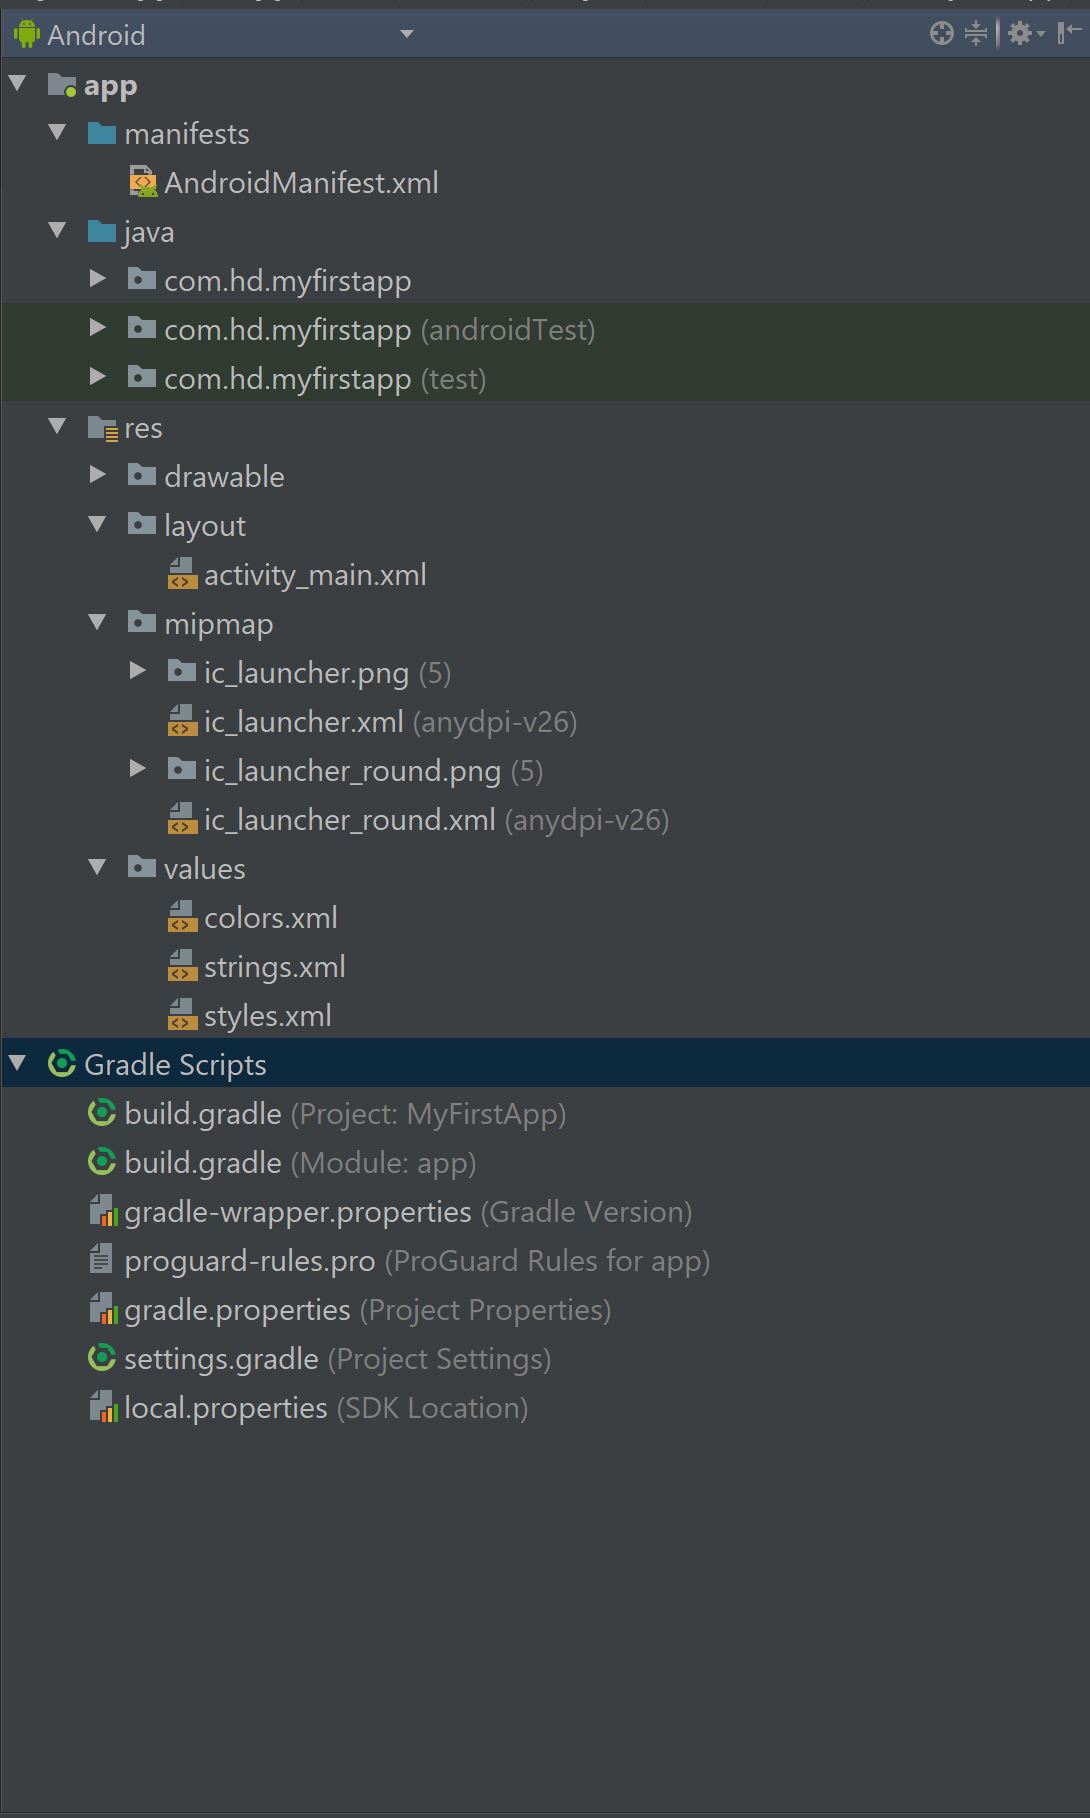 Android
app
manifests
AndroidManifest.xml
java
com.hd.myfirstapp
com.hd.myfirstapp (androidTest)
com.hd.myfirstapp (test)
res
drawable
layout
activity_main.xml
mipmap
ic_launcher.png (5)
ic_launcher.xml (anydpi-v26)
ic_launcher_round.png (5)
ic_launcher_round.xml (anydpi-v26)
values
colors.xml
strings.xml
styles.xml
Gradle Scripts
build.gradle (Project: MyFirstApp)
build.gradle (Module: app)
gradle-wrapper.properties (Gradle Version)
proguard-rules.pro (ProGuard Rules for app)
gradle.properties (Project Properties)
settings.gradle (Project Settings)
local.properties (SDK Location)